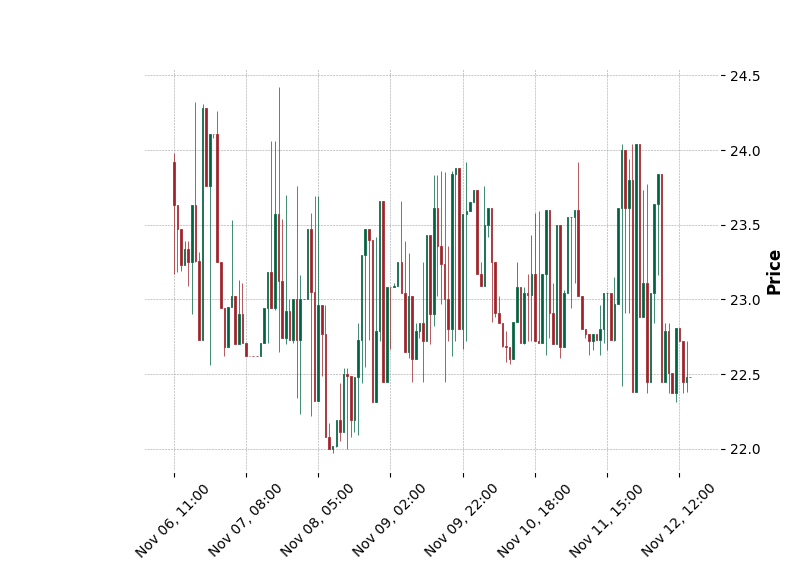 24.5
24.0
23.5
23.0
22.5
22.0
Price
Nov 06, 11:00
Nov 07, 08:00
Nov 08, 05:00
Nov 09, 02:00
Nov 09, 22:00
Nov 10, 18:00
Nov 11, 15:00
Nov 12, 12:00